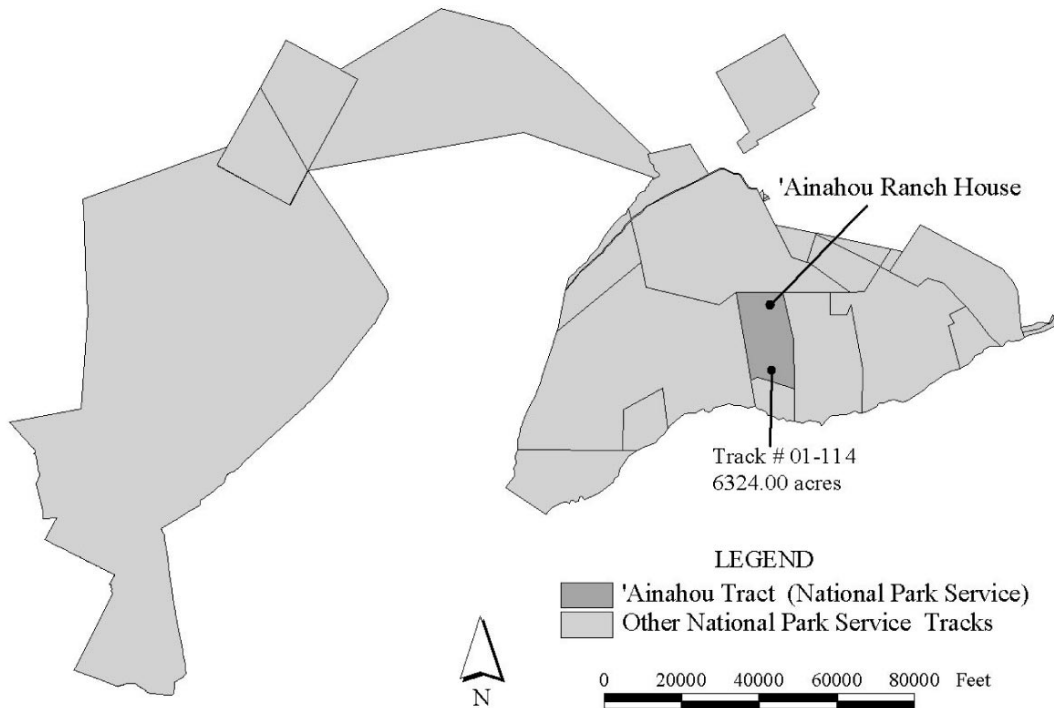 'Ainahou Ranch House
Track # 01-114
6324.00 acres
LEGEND
'Ainahou Tract (National Park Service)
Other National Park Service Tracks
N
0 20000 40000 60000 80000 Feet